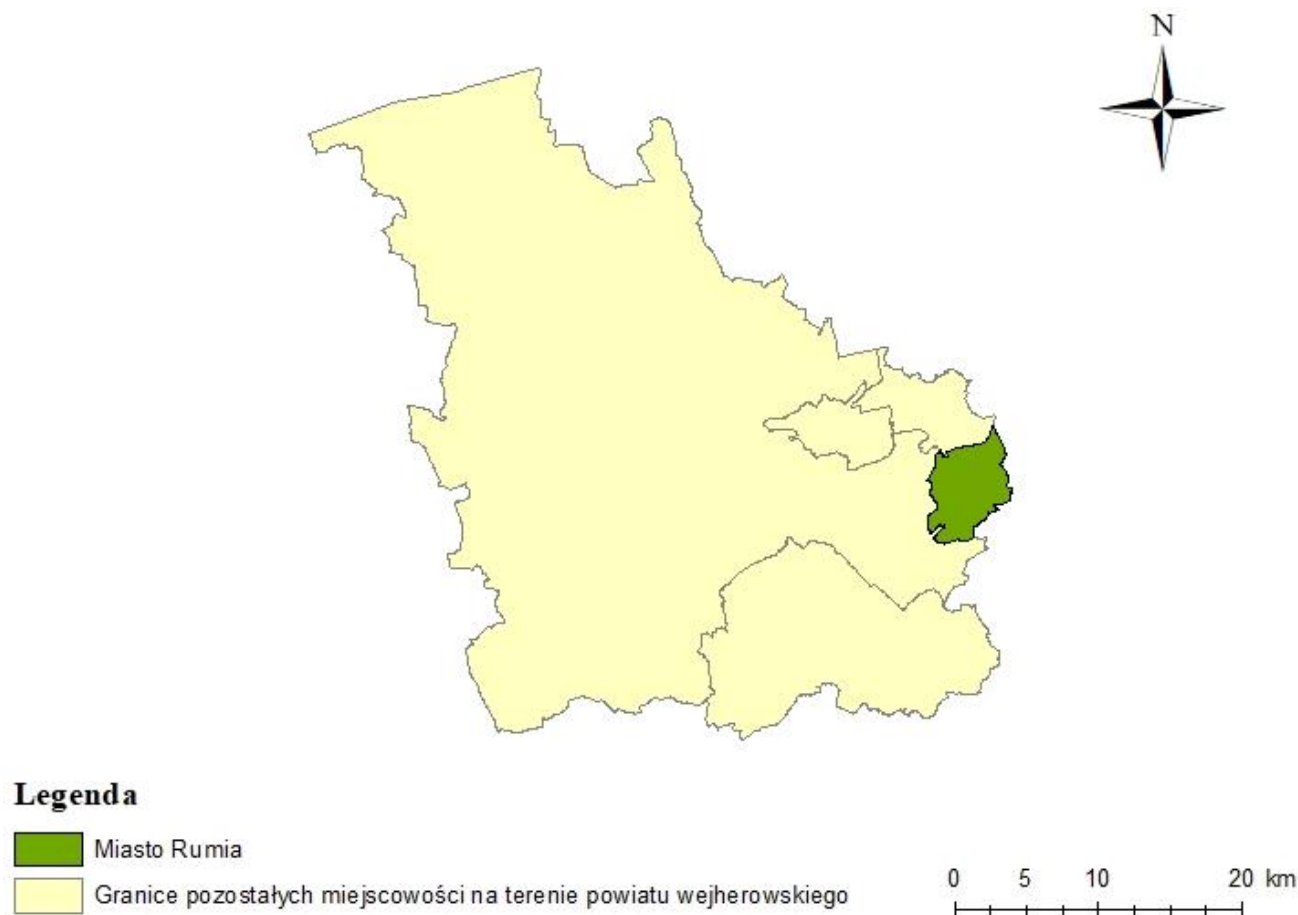 N
Legenda
Miasto Rumia
Granice pozostałych miejscowości na terenie powiatu wejherowskiego
0 5 10 20 km